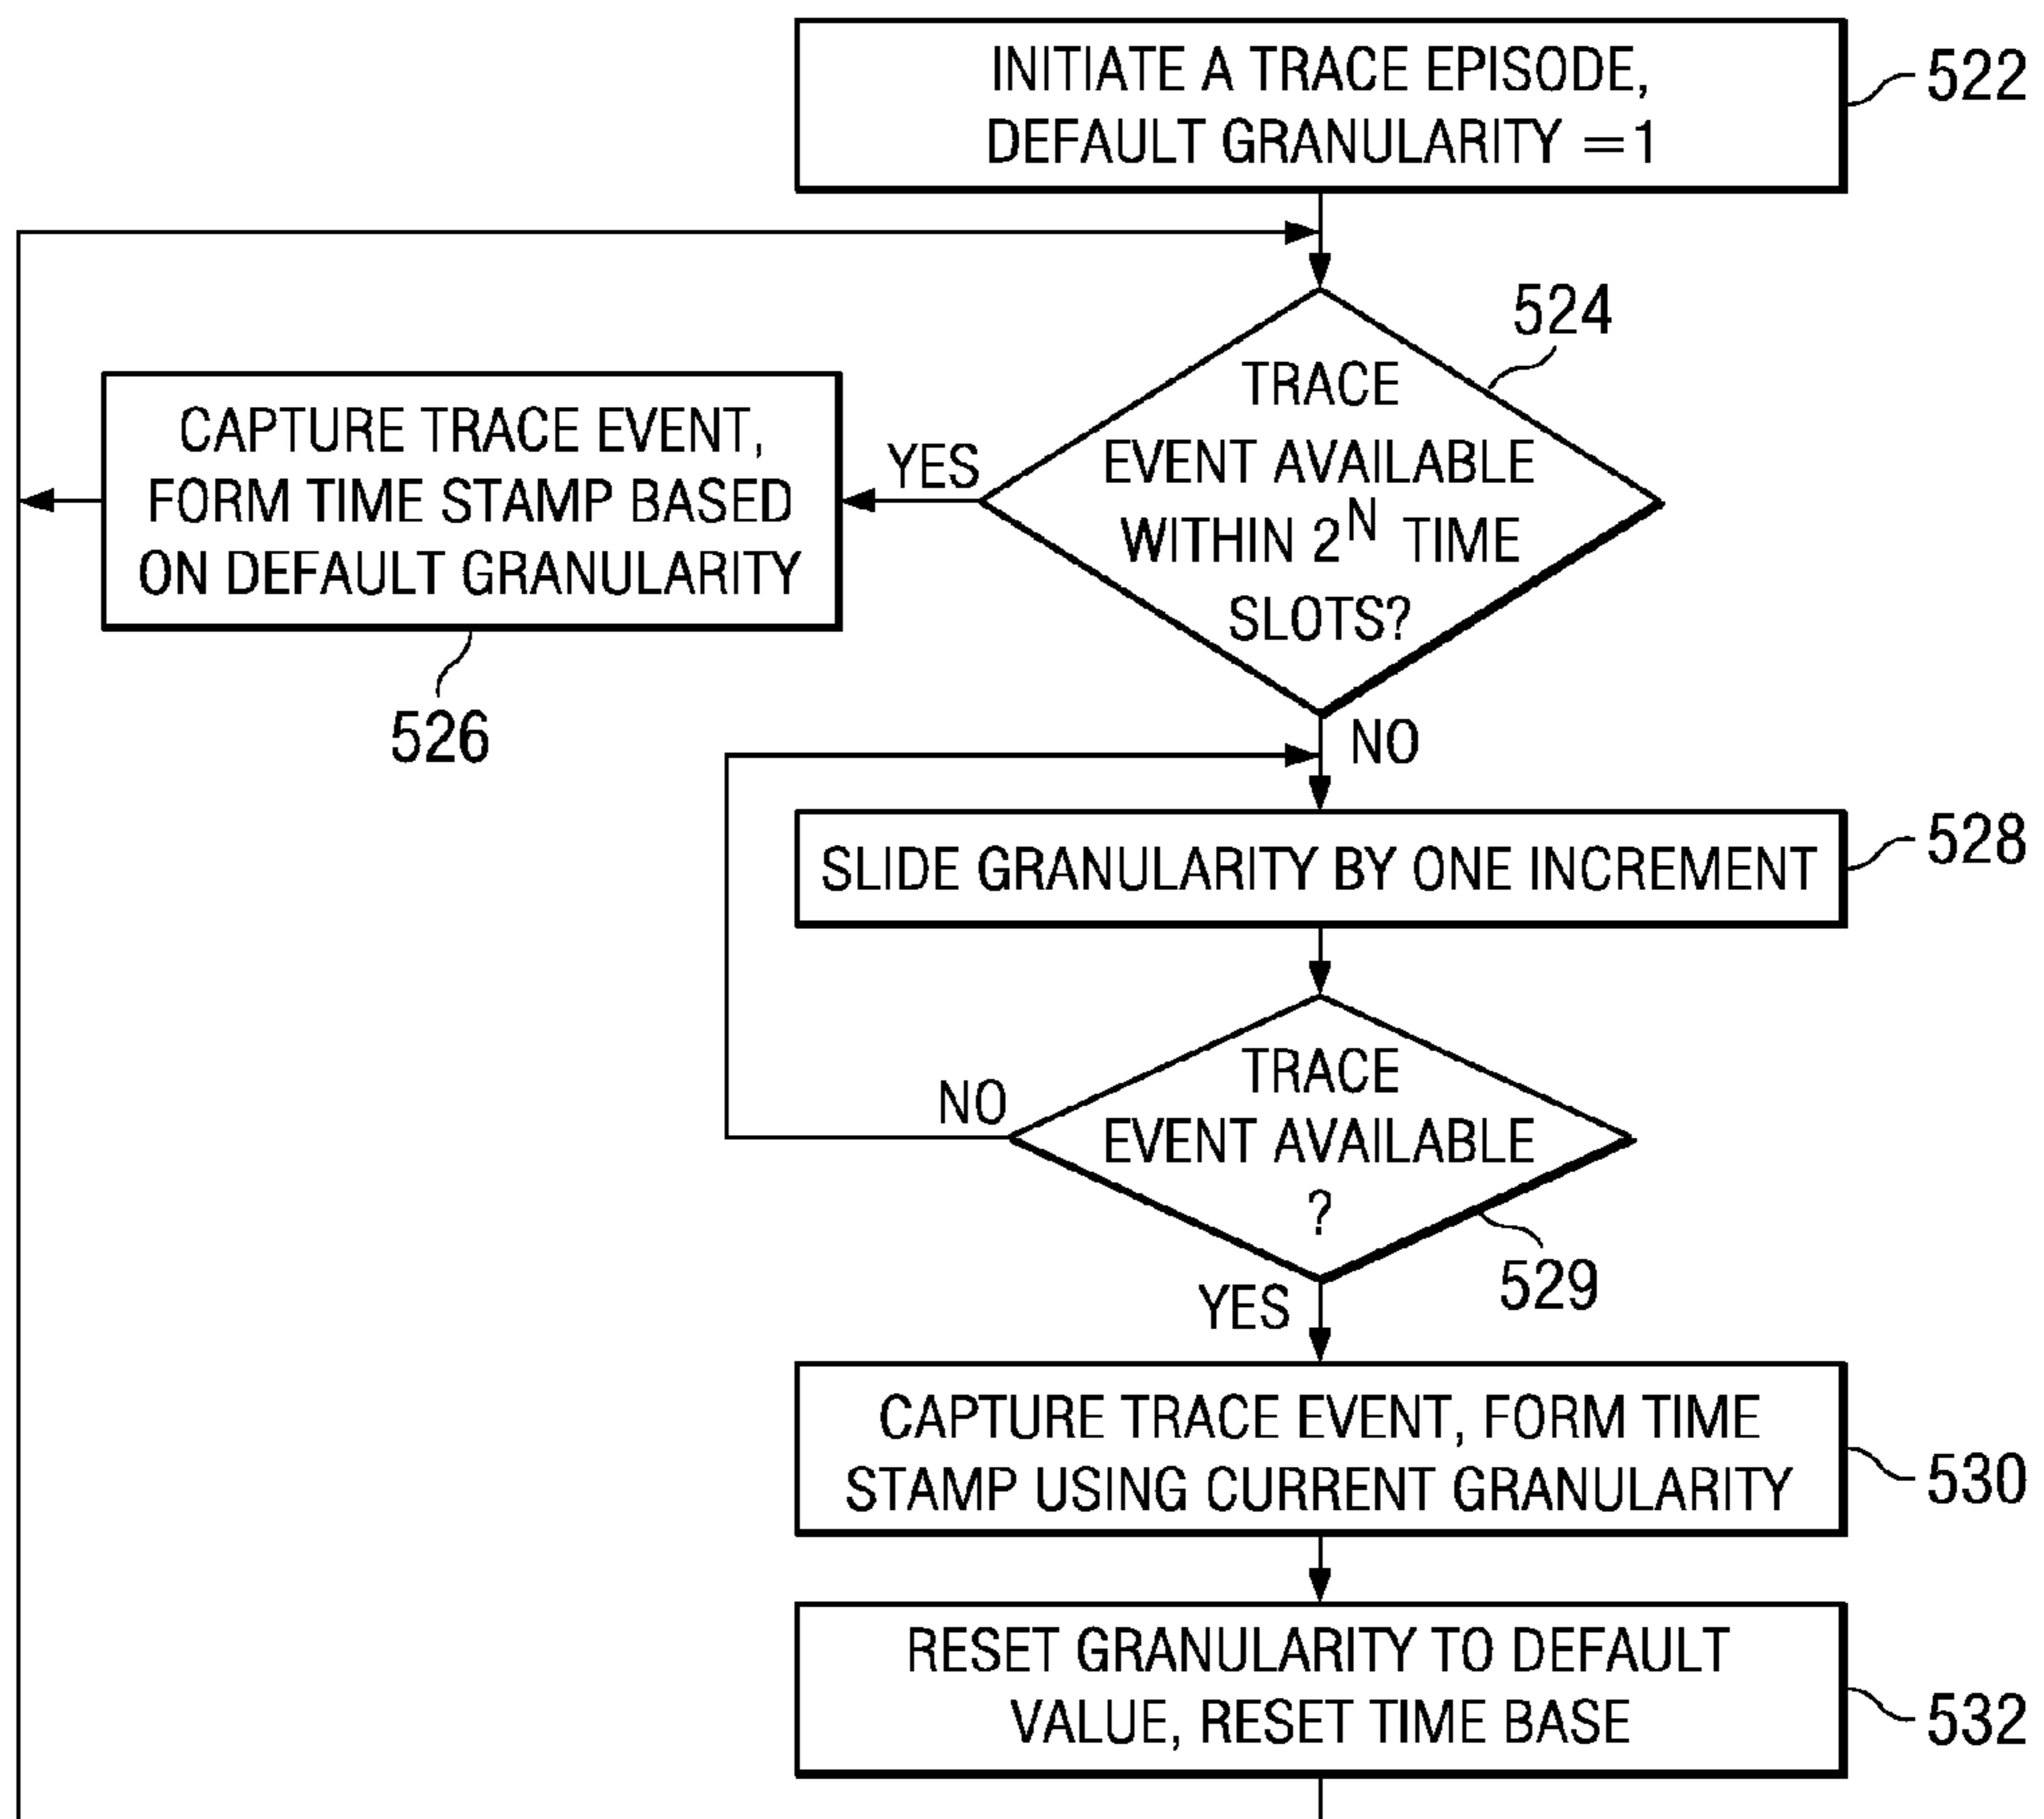 INITIATE A TRACE EPISODE,
DEFAULT GRANULARITY =1
522
524
TRACE
EVENT AVAILABLE
WITHIN 2^N TIME
SLOTS?
YES
CAPTURE TRACE EVENT,
FORM TIME STAMP BASED
ON DEFAULT GRANULARITY
526
NO
SLIDE GRANULARITY BY ONE INCREMENT
528
TRACE
EVENT AVAILABLE
?
NO
529
YES
CAPTURE TRACE EVENT, FORM TIME
STAMP USING CURRENT GRANULARITY
530
RESET GRANULARITY TO DEFAULT
VALUE, RESET TIME BASE
532